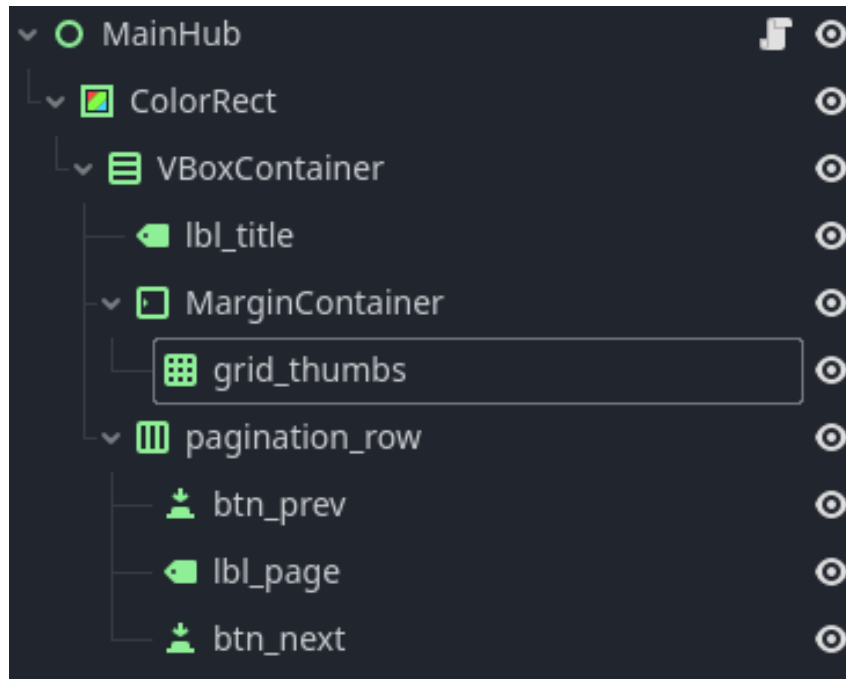 MainHub
ColorRect
VBoxContainer
lbl_title
MarginContainer
grid_thumbs
pagination_row
btn_prev
lbl_page
btn_next